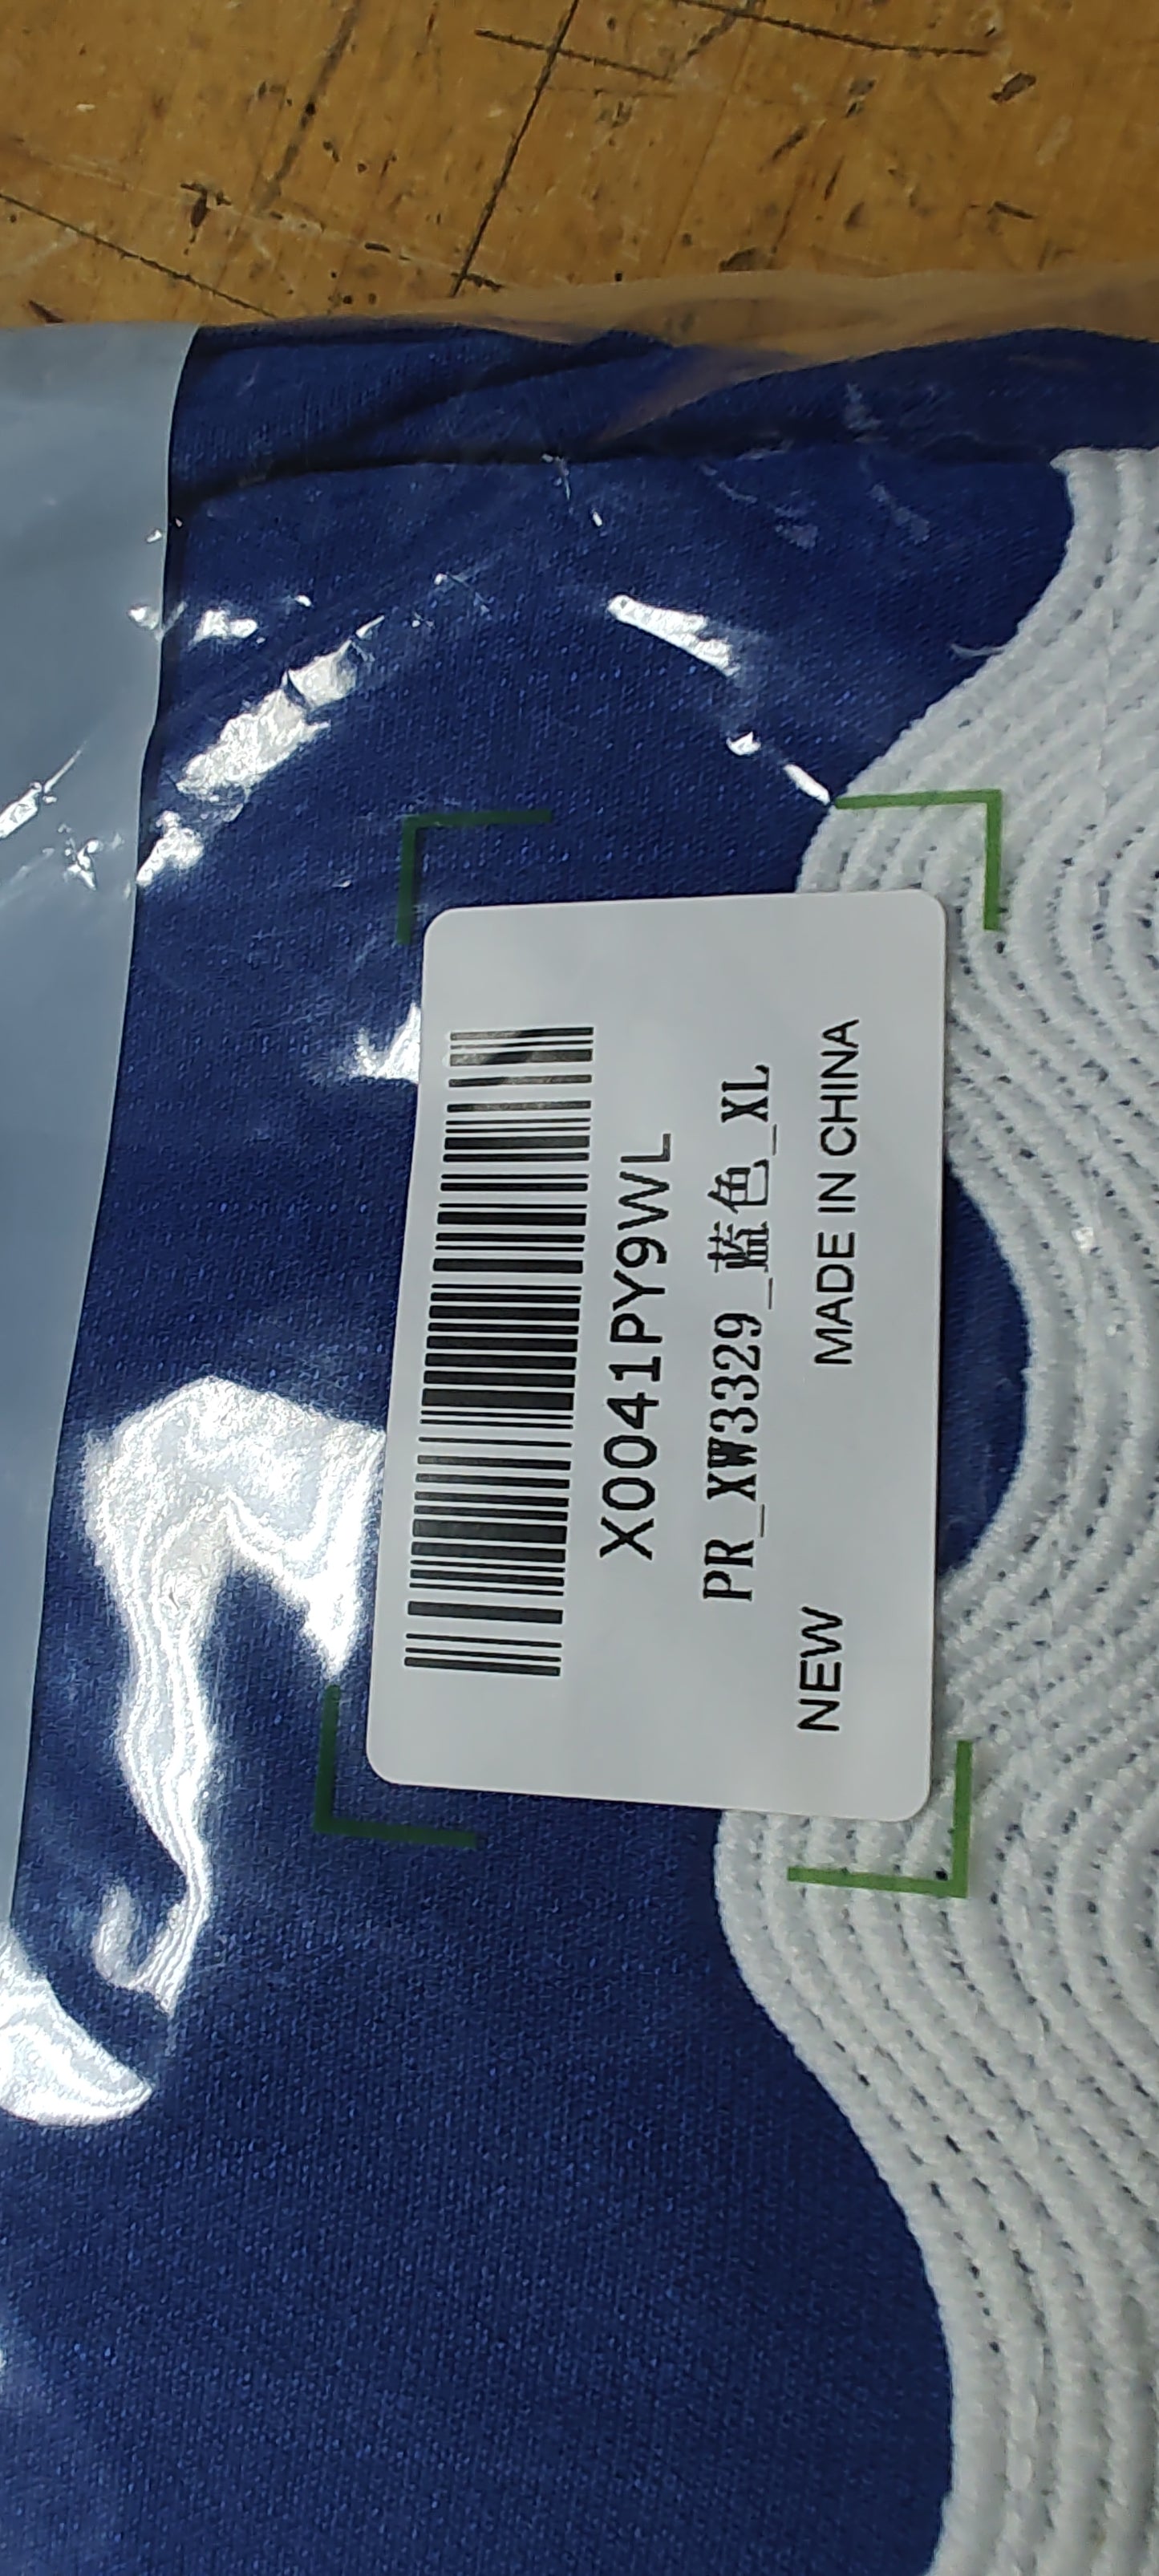 X0041PY9WL
PR_XW3329_蓝色_XL
NEW MADE IN CHINA